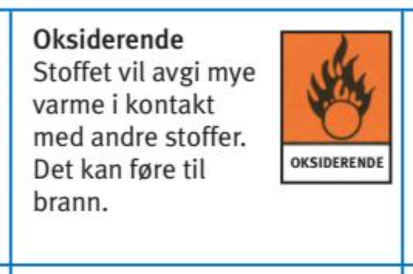 Oksiderende
Stoffet vil avgi mye
varme i kontakt
med andre stoffer.
Det kan føre til
brann.
OKSIDERENDE